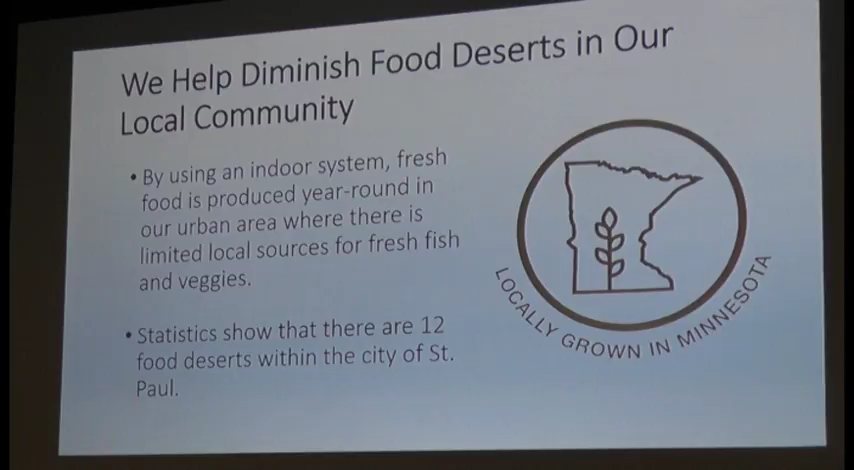 We Help Diminish Food Deserts in Our
Local Community
• By using an indoor system, fresh
food is produced year-round in
our urban area where there is
limited local sources for fresh fish
and veggies.
• Statistics show that there are 12
food deserts within the city of St.
Paul.
LOCALLY GROWN IN MINNESOTA